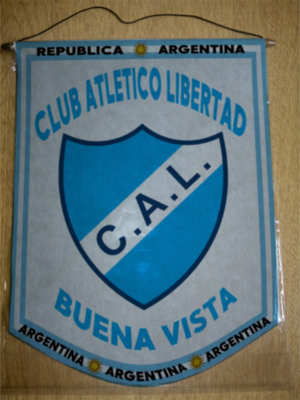 REPUBLICA ARGENTINA
CLUB ATLETICO LIBERTAD
C.A.L.
BUENA VISTA
ARGENTINA ARGENTINA ARGENTINA